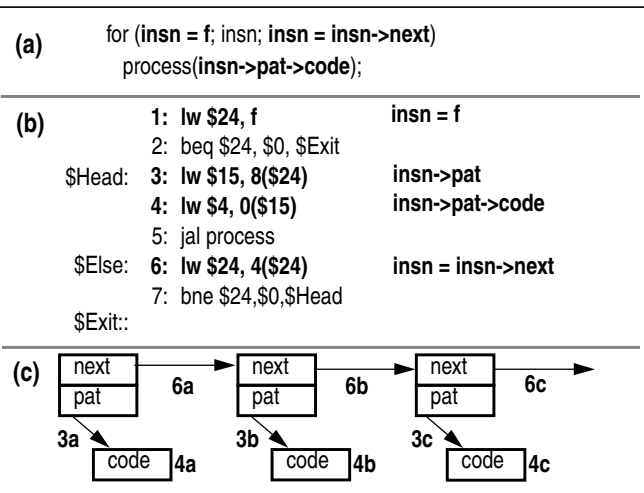 (a) for (insn = f; insn; insn = insn->next)
process(insn->pat->code);
(b) 1: lw $24, f insn = f
2: beq $24, $0, $Exit
$Head: 3: lw $15, 8($24) insn->pat
4: lw $4, 0($15) insn->pat->code
5: jal process
$Else: 6: lw $24, 4($24) insn = insn->next
7: bne $24,$0,$Head
$Exit::
(c) next 6a next 6b next 6c
pat pat pat
3a 3b 3c
code 4a code 4b code 4c